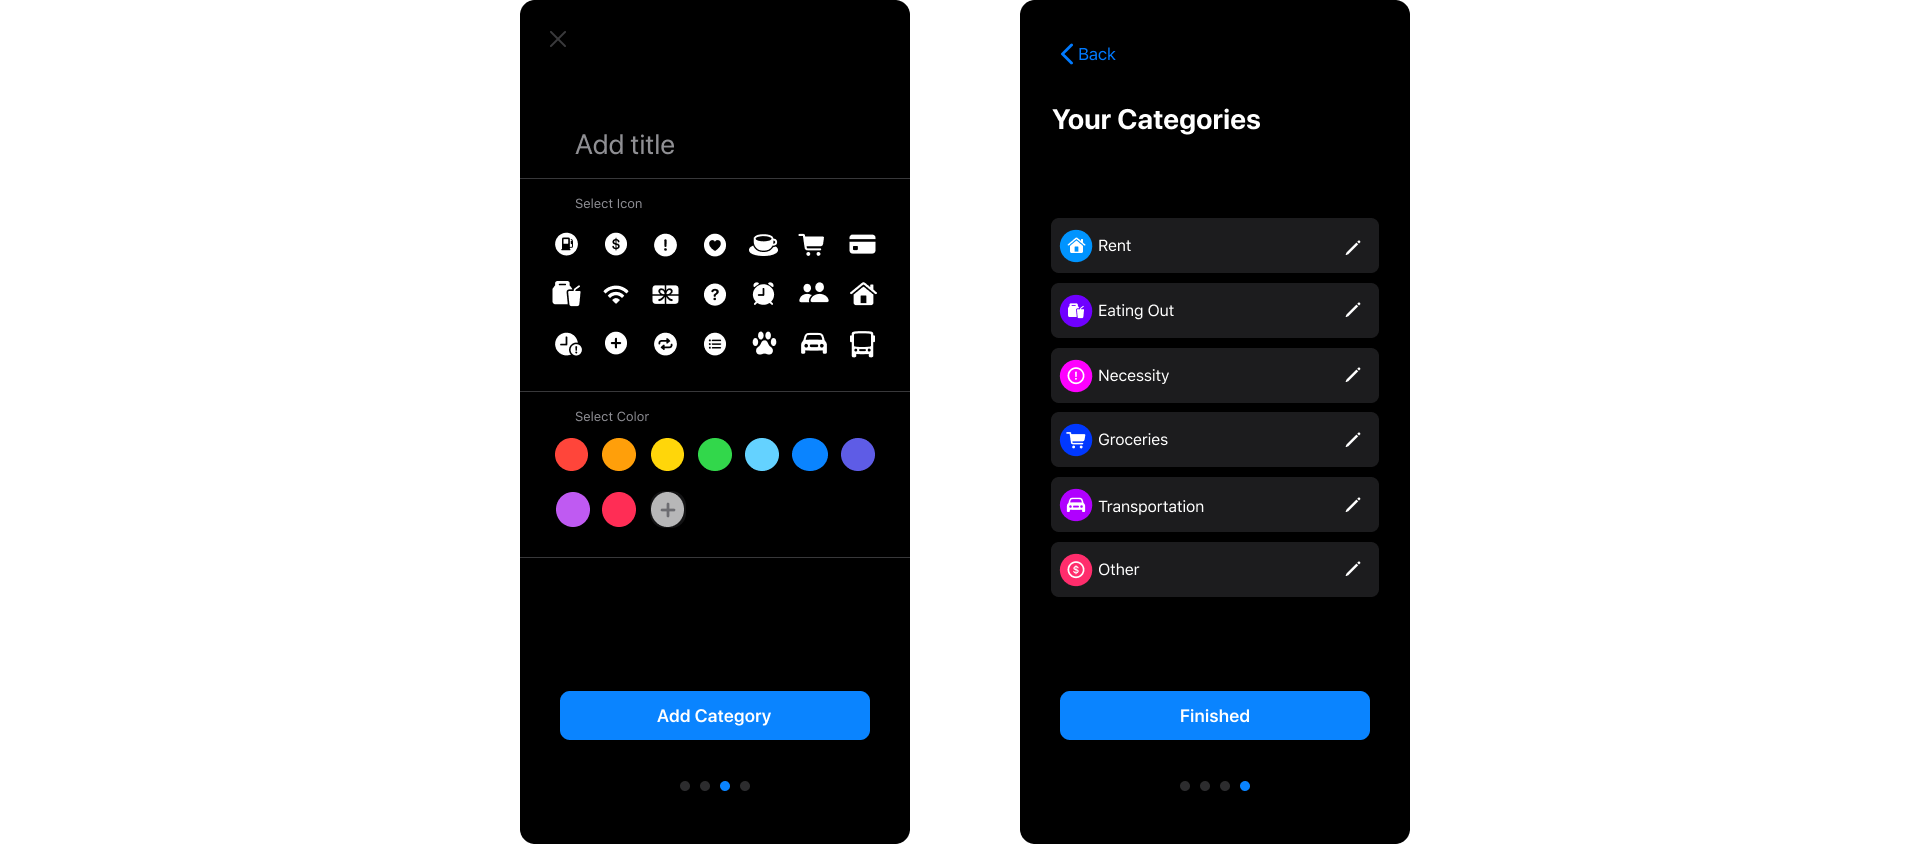 Add title
Select Icon
Select Color
Add Category
Back
Your Categories
Rent
Eating Out
Necessity
Groceries
Transportation
Other
Finished